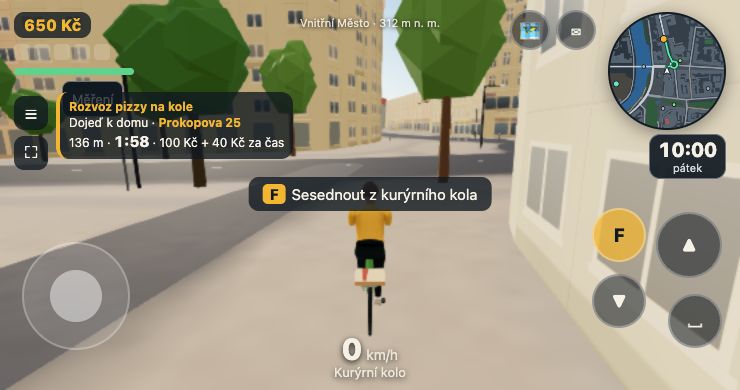 650 Kč
Vnitřní Město · 312 m n. m.
Měření
Rozvoz pizzy na kole
Dojeď k domu · Prokopova 25
136 m · 1:58 · 100 Kč + 40 Kč za čas
10:00
pátek
F Sesednout z kurýrního kola
F
0 km/h
Kurýrní kolo